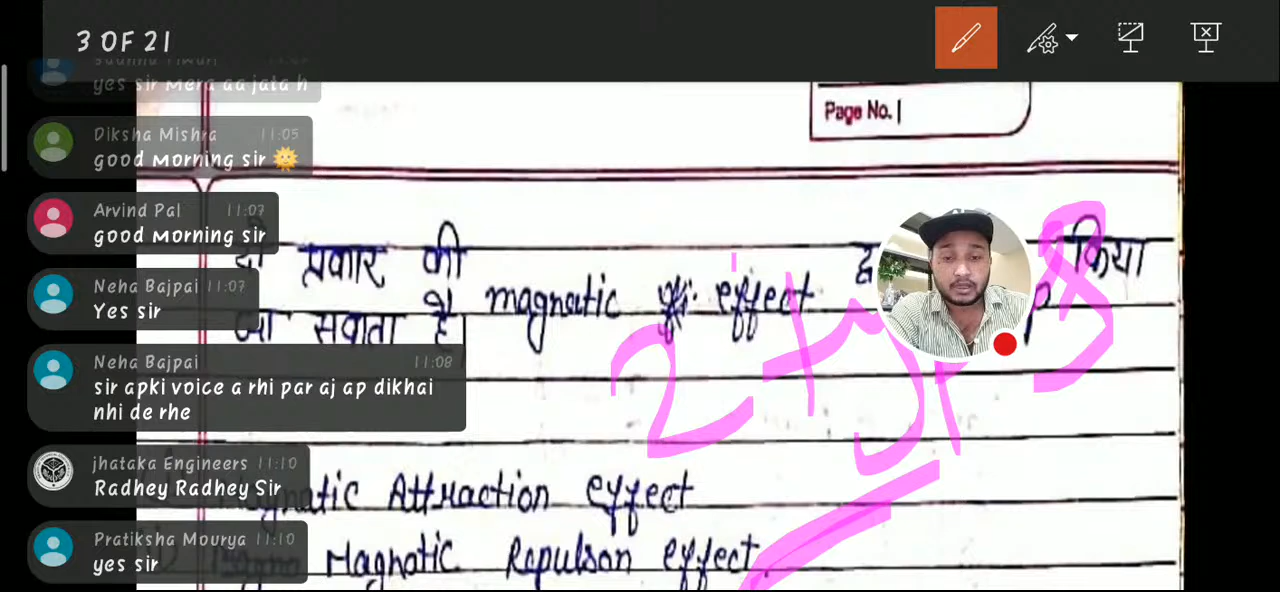 3 OF 21
yes sir mera aa jata h
Diksha Mishra 11:05
good morning sir 🌞
Arvind Pal 11:07
good morning sir
Neha Bajpai 11:07
Yes sir
Neha Bajpai 11:08
sir apki voice a rhi par aj ap dikhai
nhi de rhe
jhataka Engineers 11:10
Radhey Radhey Sir
Pratiksha Mourya 11:10
yes sir
Page No.
प्रकार की magnatic effect किया
जा सकता है।
2 type
Attraction effect
Magnatic Repulson effect.